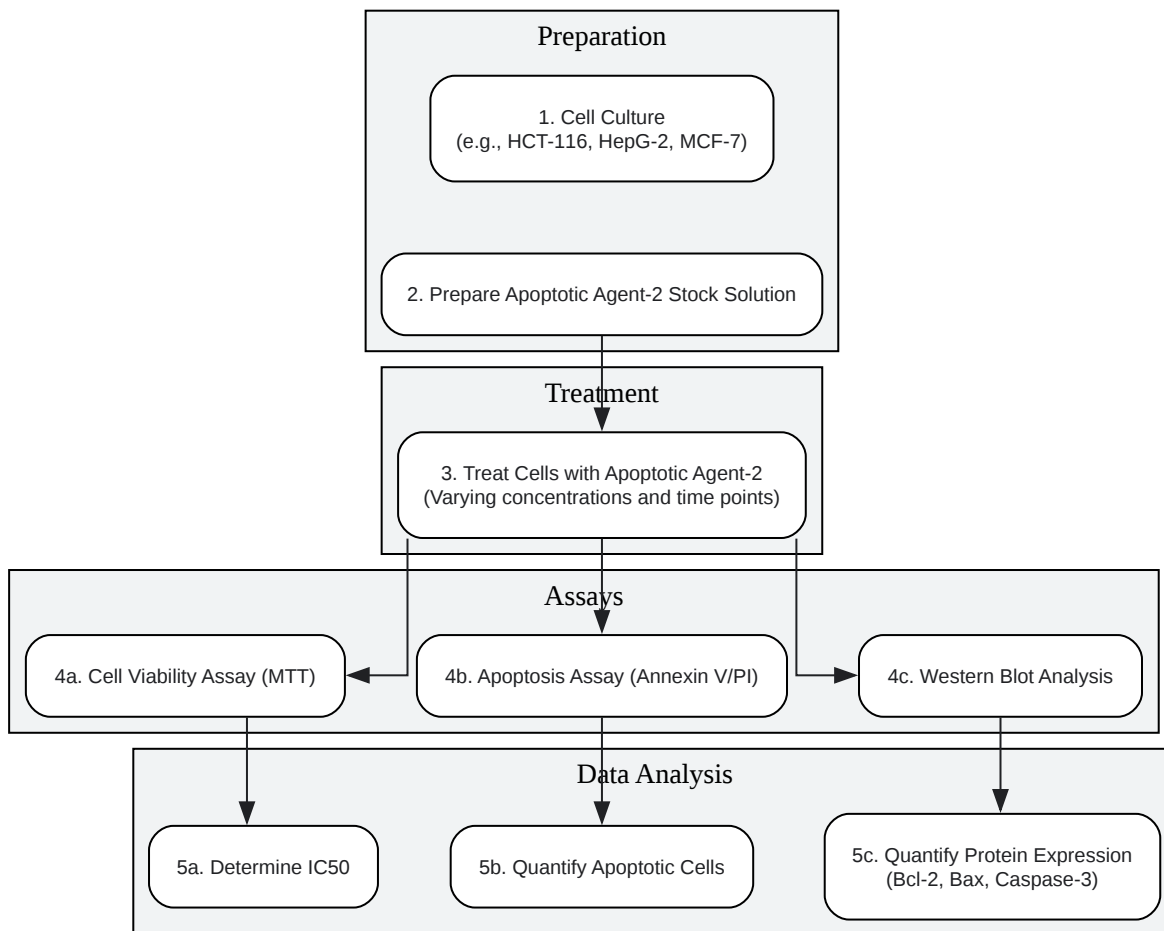 Preparation
1. Cell Culture
(e.g., HCT-116, HepG-2, MCF-7)
2. Prepare Apoptotic Agent-2 Stock Solution
Treatment
3. Treat Cells with Apoptotic Agent-2
(Varying concentrations and time points)
Assays
4a. Cell Viability Assay (MTT)
4b. Apoptosis Assay (Annexin V/PI)
4c. Western Blot Analysis
Data Analysis
5a. Determine IC50
5b. Quantify Apoptotic Cells
5c. Quantify Protein Expression
(Bcl-2, Bax, Caspase-3)